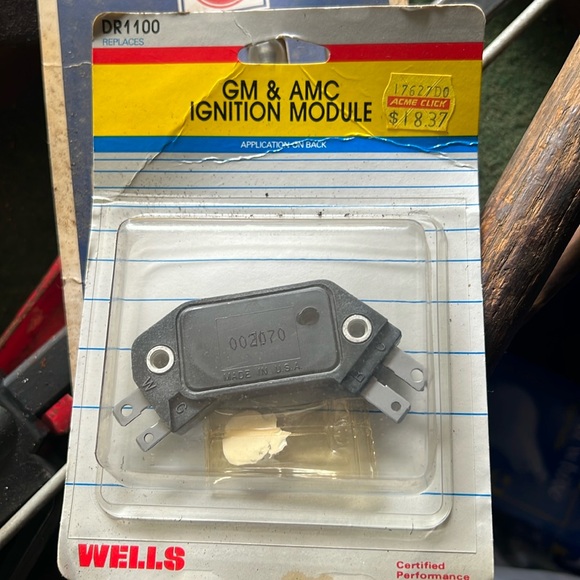 DR1100
REPLACES
GM & AMC
IGNITION MODULE
1762700
ACME CLICK
$18.37
APPLICATION ON BACK
002070
MADE IN U.S.A
W
G
B
WELLS
Certified
Performance